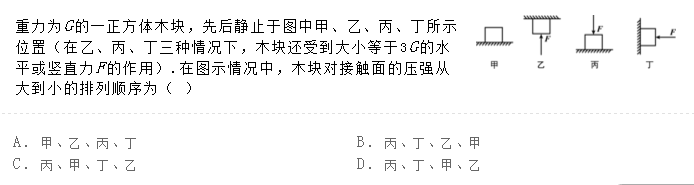 重力为G的一正方体木块，先后静止于图中甲、乙、丙、丁所示
位置（在乙、丙、丁三种情况下，木块还受到大小等于3G的水
平或竖直力F的作用）.在图示情况中，木块对接触面的压强从
大到小的排列顺序为（ ）
F
F
F
甲 乙 丙 丁
A. 甲、乙、丙、丁 B. 丙、丁、乙、甲
C. 丙、甲、丁、乙 D. 丙、丁、甲、乙